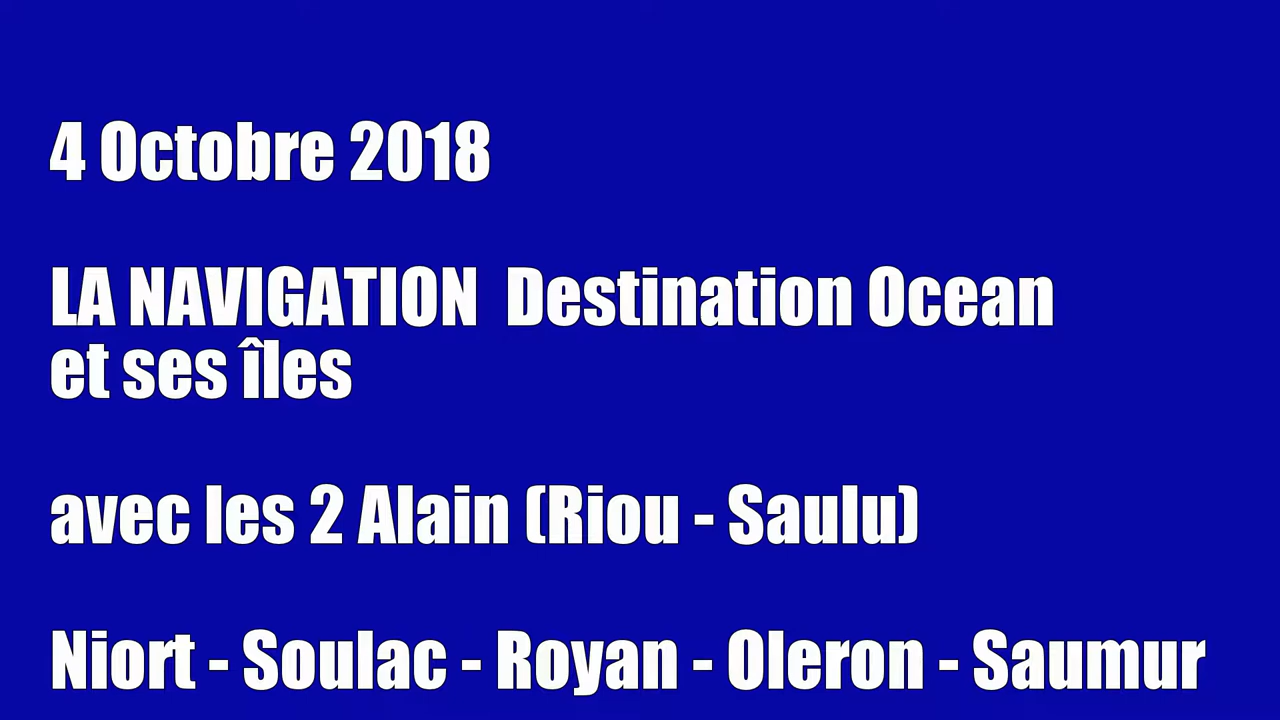 4 Octobre 2018
LA NAVIGATION  Destination Ocean
et ses îles
avec les 2 Alain (Riou - Saulu)
Niort - Soulac - Royan - Oleron - Saumur